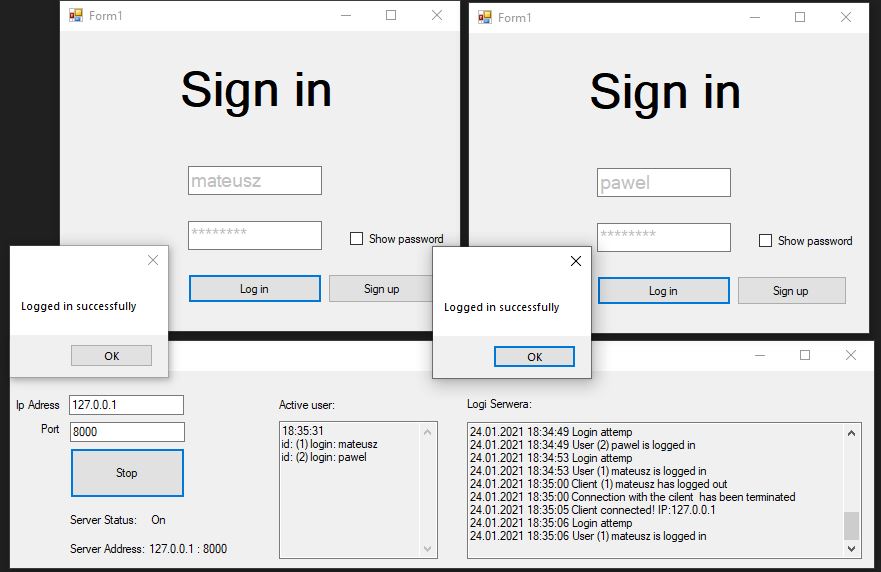 Form1
Sign in
mateusz
********
Show password
Log in
Sign up
Form1
Sign in
pawel
********
Show password
Log in
Sign up
Logged in successfully
OK
Logged in successfully
OK
Ip Adress
127.0.0.1
Port
8000
Stop
Server Status: On
Server Address: 127.0.0.1 : 8000
Active user:
18:35:31
id: (1) login: mateusz
id: (2) login: pawel
Logi Serwera:
24.01.2021 18:34:49 Login attemp
24.01.2021 18:34:49 User (2) pawel is logged in
24.01.2021 18:34:53 Login attemp
24.01.2021 18:34:53 User (1) mateusz is logged in
24.01.2021 18:35:00 Client (1) mateusz has logged out
24.01.2021 18:35:00 Connection with the cilent  has been terminated
24.01.2021 18:35:05 Client connected! IP:127.0.0.1
24.01.2021 18:35:06 Login attemp
24.01.2021 18:35:06 User (1) mateusz is logged in